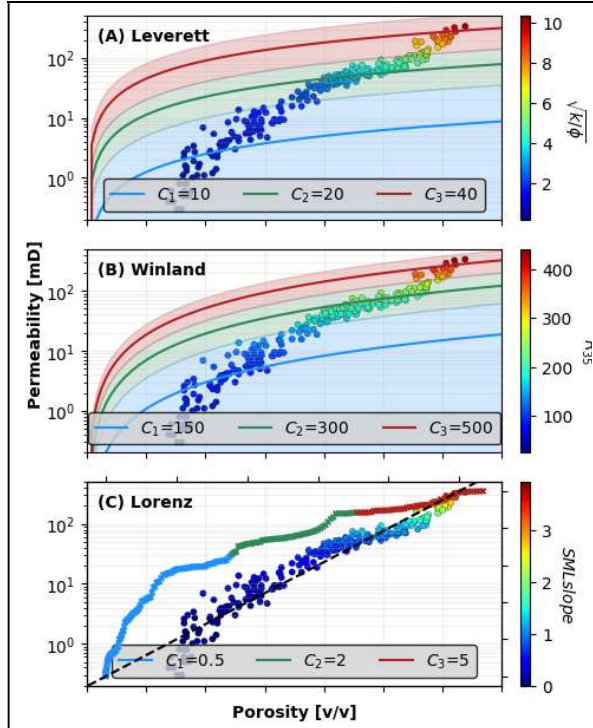 (A) Leverett
10²
10¹
10⁰
C₁=10 C₂=20 C₃=40
10
8
6
4
2
√k/ϕ
Permeability [mD]
(B) Winland
10²
10¹
10⁰
C₁=150 C₂=300 C₃=500
400
300
200
100
R35
(C) Lorenz
10²
10¹
10⁰
C₁=0.5 C₂=2 C₃=5
3
2
1
0
SMLslope
Porosity [v/v]